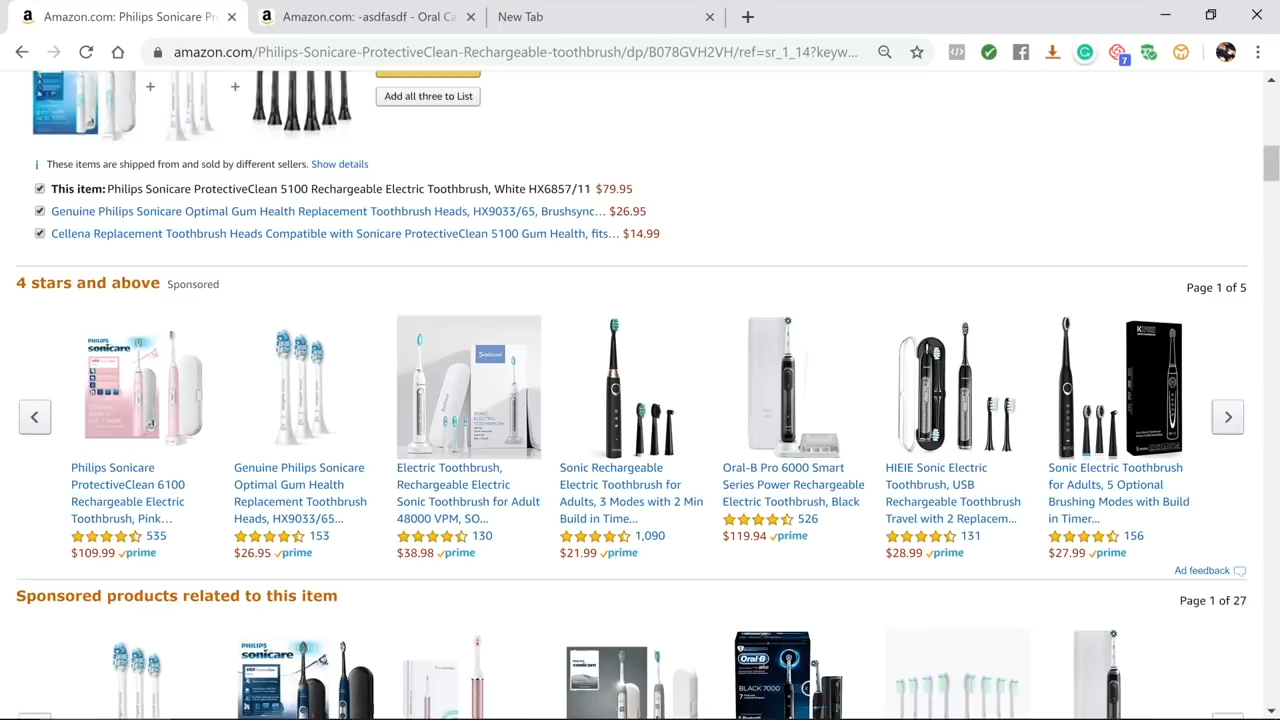 Amazon.com: Philips Sonicare Pr
Amazon.com: -asdfasdf - Oral Ca
New Tab
amazon.com/Philips-Sonicare-ProtectiveClean-Rechargeable-toothbrush/dp/B078GVH2VH/ref=sr_1_14?keyw...
7
Add all three to List
These items are shipped from and sold by different sellers. Show details
This item: Philips Sonicare ProtectiveClean 5100 Rechargeable Electric Toothbrush, White HX6857/11 $79.95
Genuine Philips Sonicare Optimal Gum Health Replacement Toothbrush Heads, HX9033/65, Brushsync... $26.95
Cellena Replacement Toothbrush Heads Compatible with Sonicare ProtectiveClean 5100 Gum Health, fits... $14.99
4 stars and above Sponsored
Page 1 of 5
PHILIPS
sonicare
Philips Sonicare
ProtectiveClean 6100
Rechargeable Electric
Toothbrush, Pink...
535
$109.99 prime
Genuine Philips Sonicare
Optimal Gum Health
Replacement Toothbrush
Heads, HX9033/65...
153
$26.95 prime
Electric Toothbrush,
Rechargeable Electric
Sonic Toothbrush for Adult
48000 VPM, SO...
130
$38.98 prime
Sonic Rechargeable
Electric Toothbrush for
Adults, 3 Modes with 2 Min
Build in Time...
1,090
$21.99 prime
Oral-B Pro 6000 Smart
Series Power Rechargeable
Electric Toothbrush, Black
526
$119.94 prime
HIEIE Sonic Electric
Toothbrush, USB
Rechargeable Toothbrush
Travel with 2 Replacem...
131
$28.99 prime
Sonic Electric Toothbrush
for Adults, 5 Optional
Brushing Modes with Build
in Timer...
156
$27.99 prime
Ad feedback
Sponsored products related to this item
Page 1 of 27
PHILIPS
sonicare
Oral-B
BLACK 7000